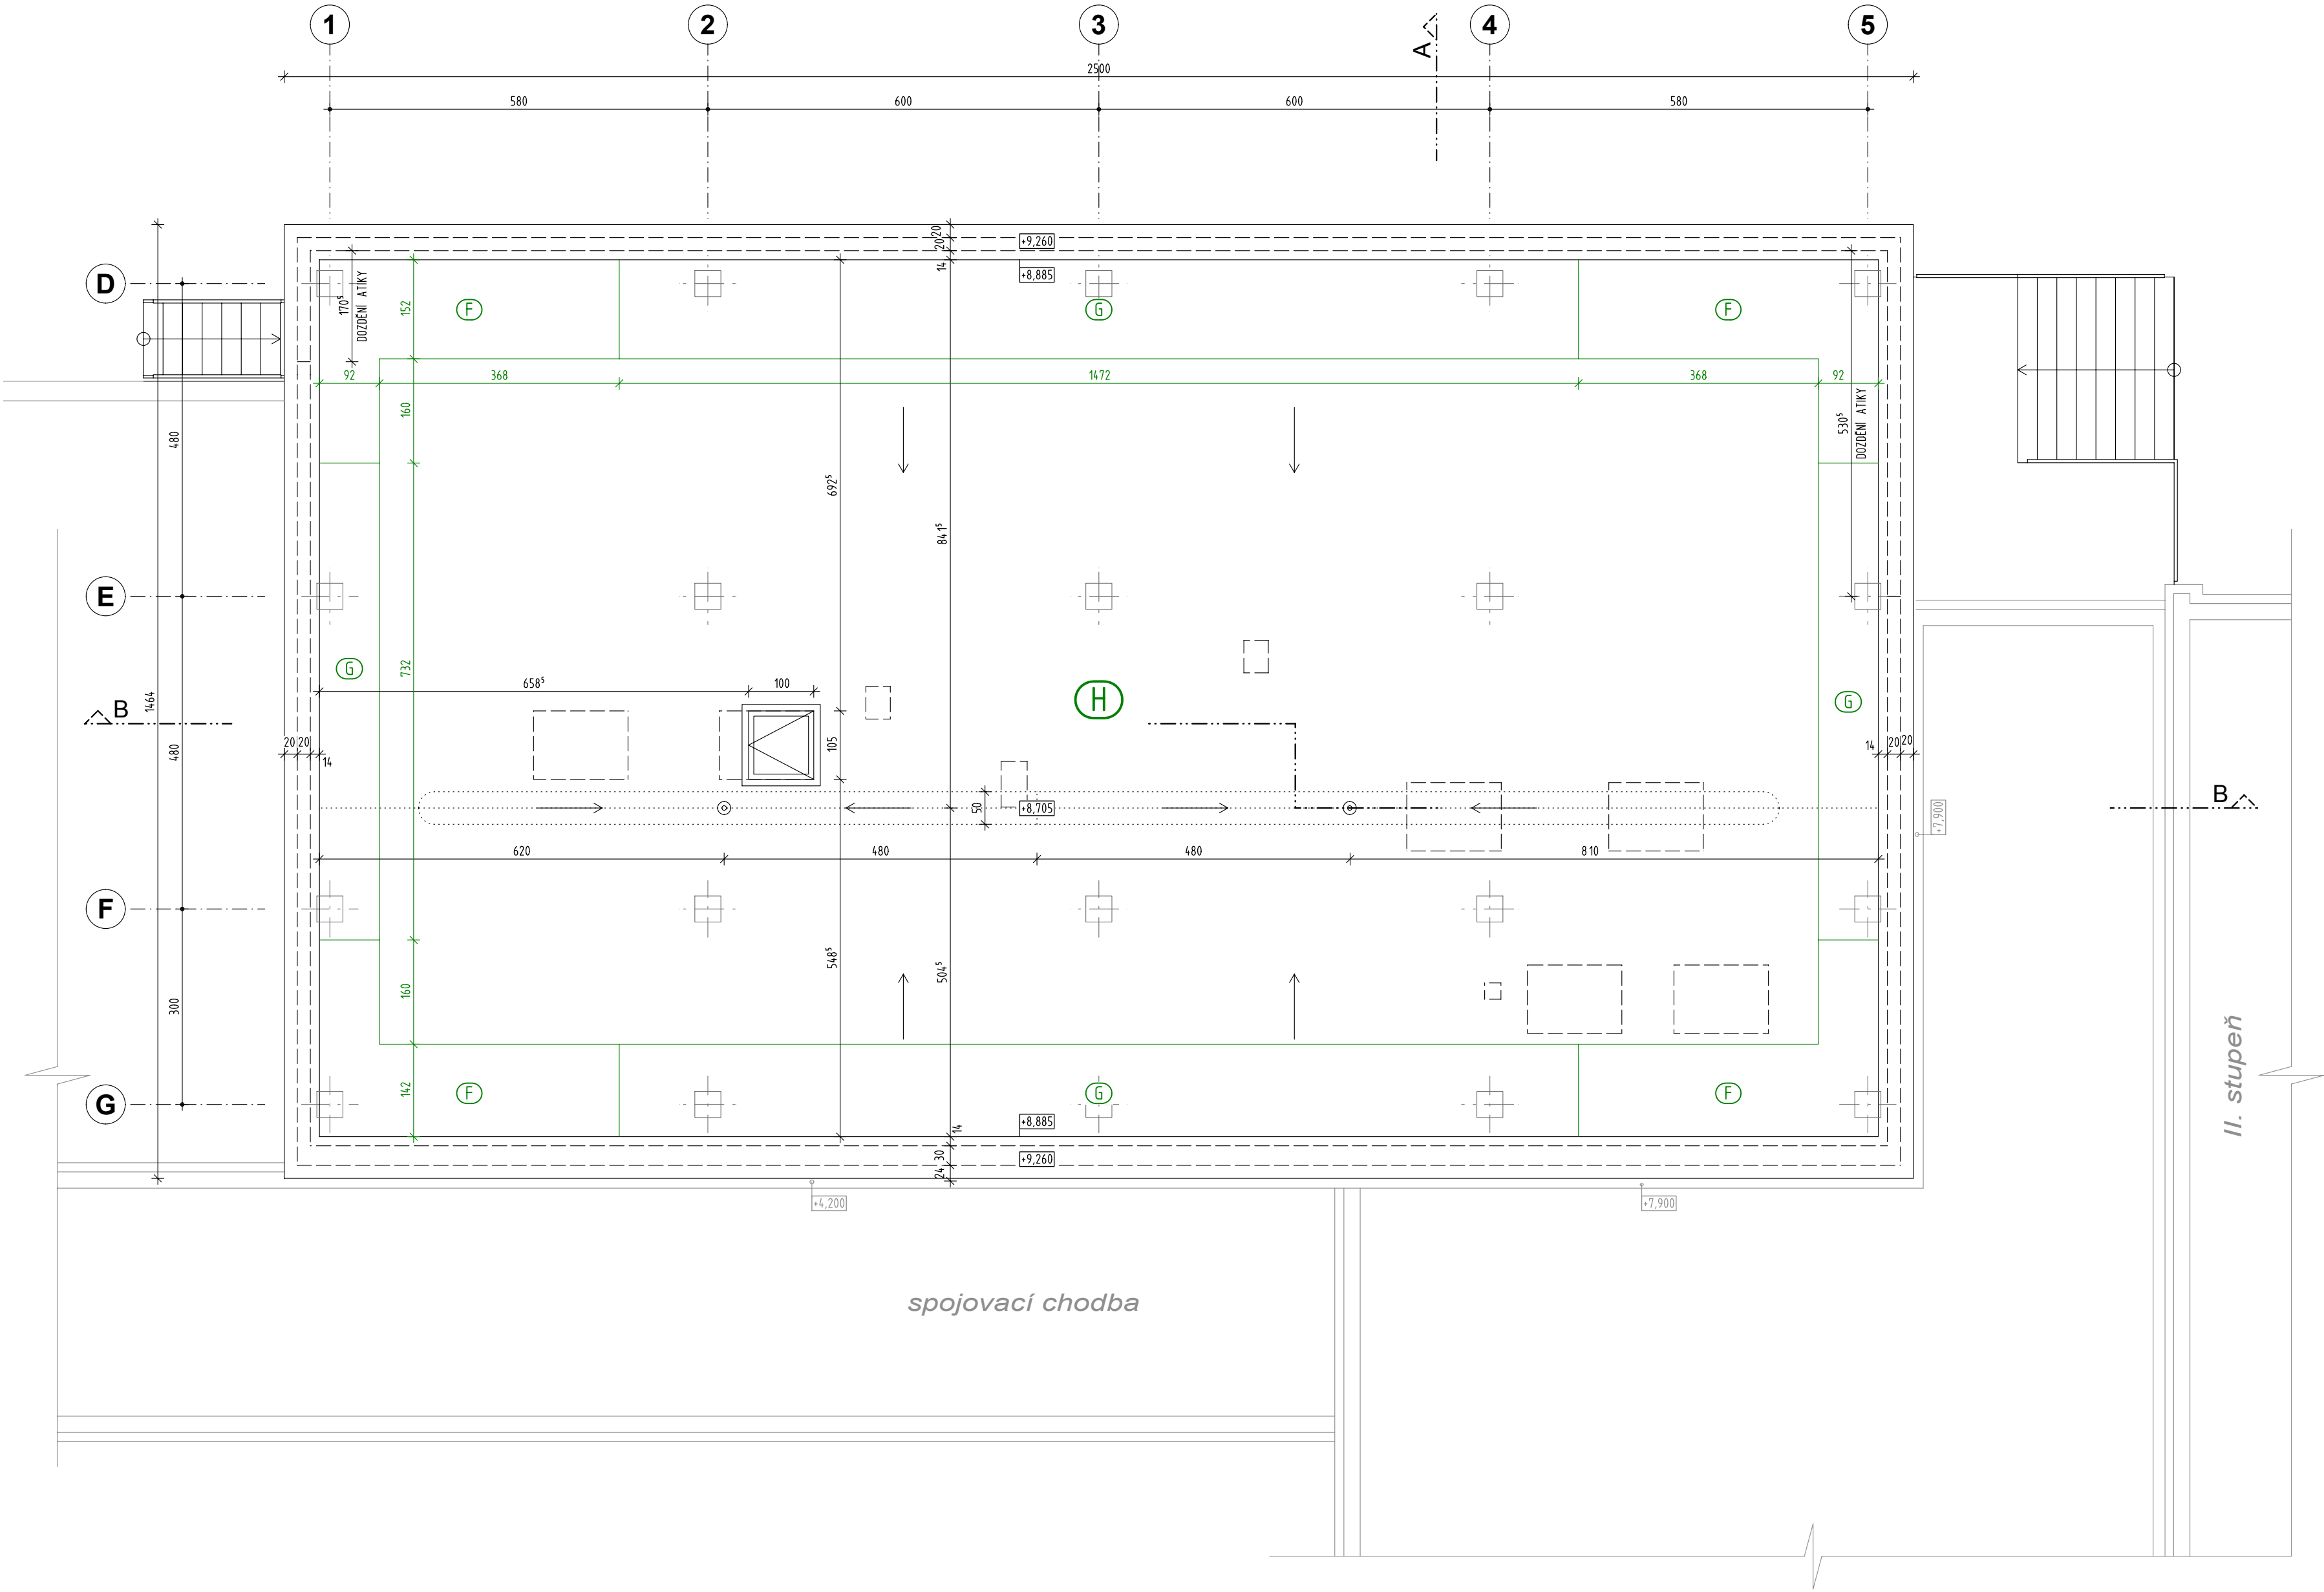 1 2 3 4 5
A
2500
580 600 600 580
20
20
+9,260
14
+8,885
D
170⁵
DOZDĚNÍ ATIKY
152
F G F
92 368 1472 368 92
160
530⁵
DOZDĚNÍ ATIKY
480
692⁵
841⁵
E
732
G
658⁵ 100
H
G
1464
B
480
20 20
14
105
14 20 20
B
50
+8,705
+7,900
620 480 480 810
F
548⁵
504⁵
160
300
142
F G F
G
+8,885
14
30
+9,260
24
+4,200
+7,900
II. stupeň
spojovací chodba